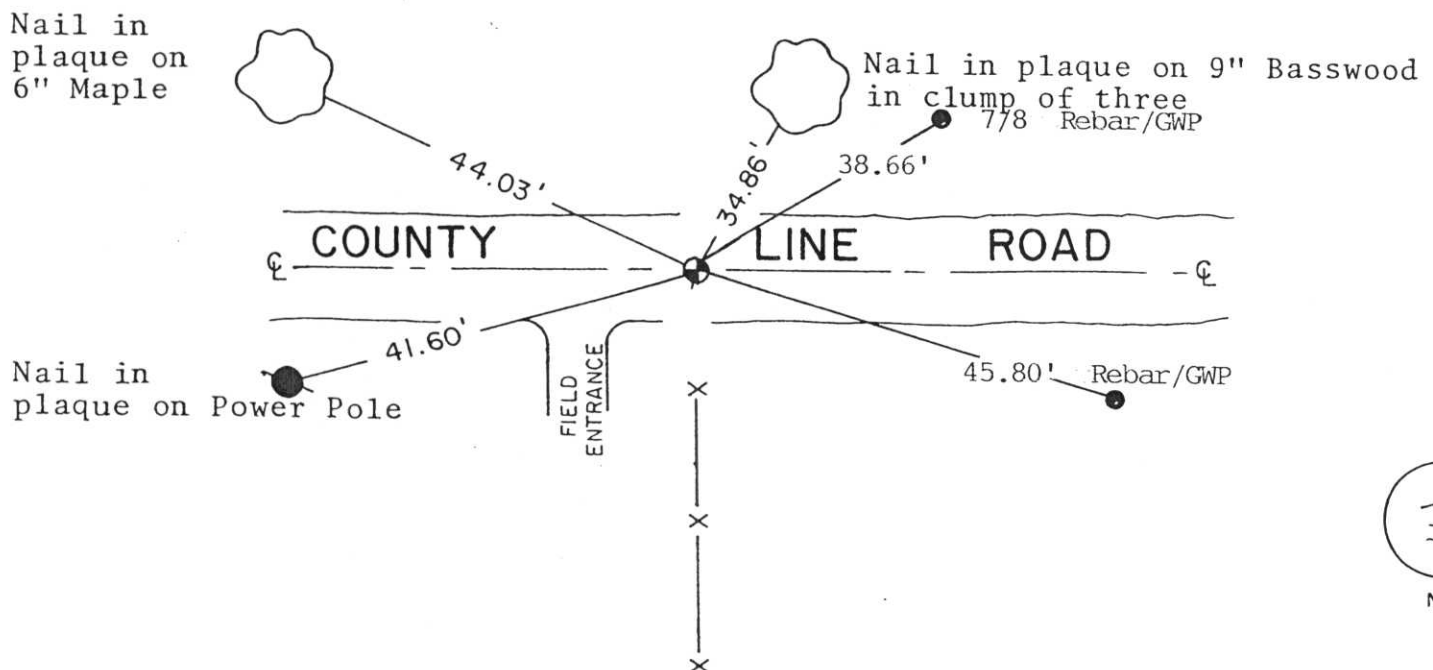 Nail in
plaque on
6" Maple
Nail in plaque on 9" Basswood
in clump of three
7/8 Rebar/GWP
44.03'
34.86'
38.66'
COUNTY LINE ROAD
℄
℄
41.60'
Nail in
plaque on Power Pole
FIELD
ENTRANCE
45.80' Rebar/GWP
X
X
X